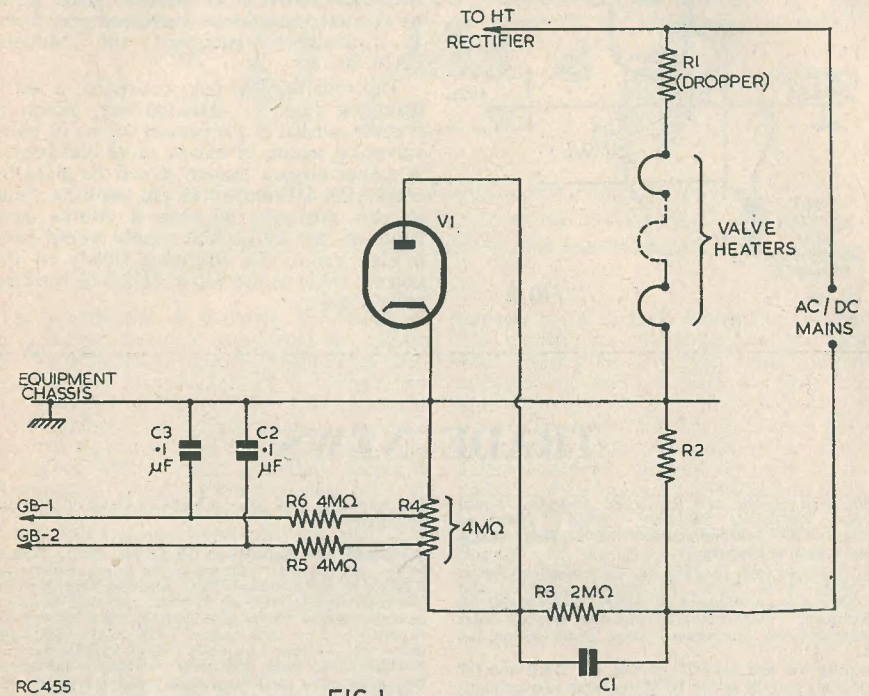 TO HT
RECTIFIER
R1
(DROPPER)
V1
VALVE
HEATERS
AC / DC
MAINS
EQUIPMENT
CHASSIS
C3
·1
μF
C2
·1
μF
R2
GB-1
R6 4MΩ
R4
4MΩ
GB-2
R5 4MΩ
R3 2MΩ
C1
RC455
FIG 1